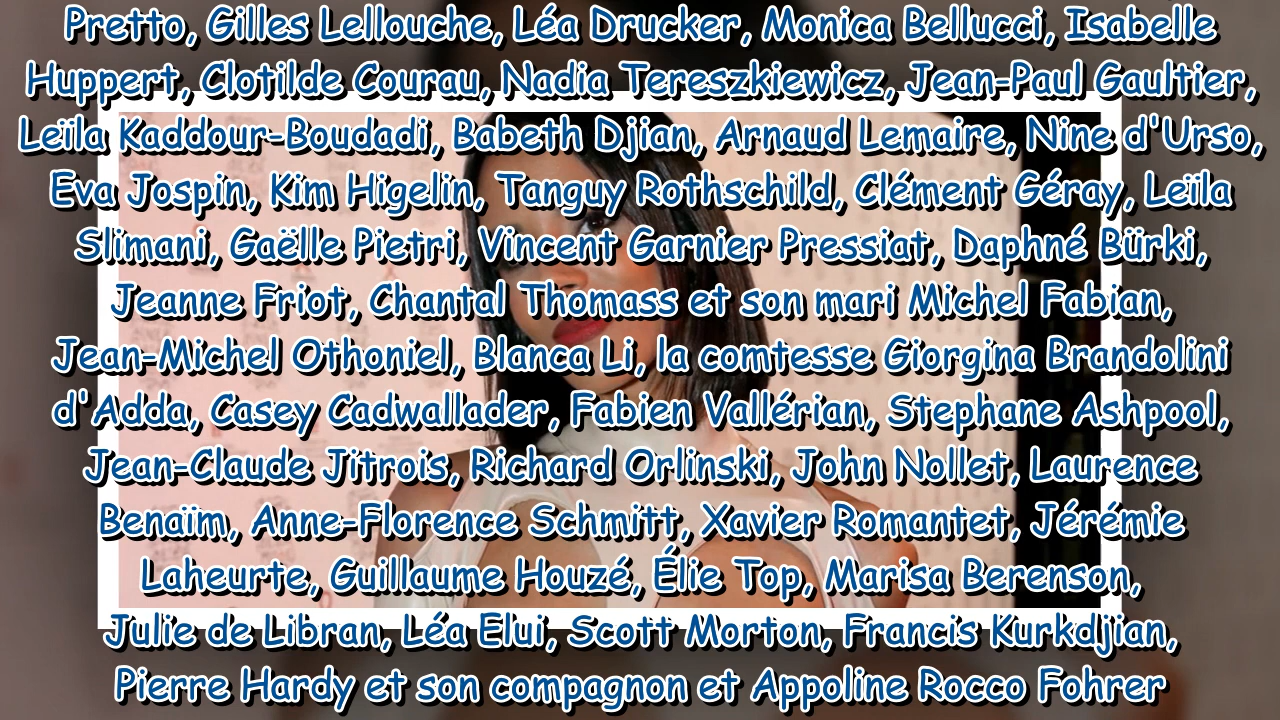 Pretto, Gilles Lellouche, Léa Drucker, Monica Bellucci, Isabelle
Huppert, Clotilde Courau, Nadia Tereszkiewicz, Jean-Paul Gaultier,
Leïla Kaddour-Boudadi, Babeth Djian, Arnaud Lemaire, Nine d'Urso,
Eva Jospin, Kim Higelin, Tanguy Rothschild, Clément Géray, Leïla
Slimani, Gaëlle Pietri, Vincent Garnier Pressiat, Daphné Bürki,
Jeanne Friot, Chantal Thomass et son mari Michel Fabian,
Jean-Michel Othoniel, Blanca Li, la comtesse Giorgina Brandolini
d'Adda, Casey Cadwallader, Fabien Vallérian, Stephane Ashpool,
Jean-Claude Jitrois, Richard Orlinski, John Nollet, Laurence
Benaïm, Anne-Florence Schmitt, Xavier Romantet, Jérémie
Laheurte, Guillaume Houzé, Élie Top, Marisa Berenson,
Julie de Libran, Léa Elui, Scott Morton, Francis Kurkdjian,
Pierre Hardy et son compagnon et Appoline Rocco Fohrer